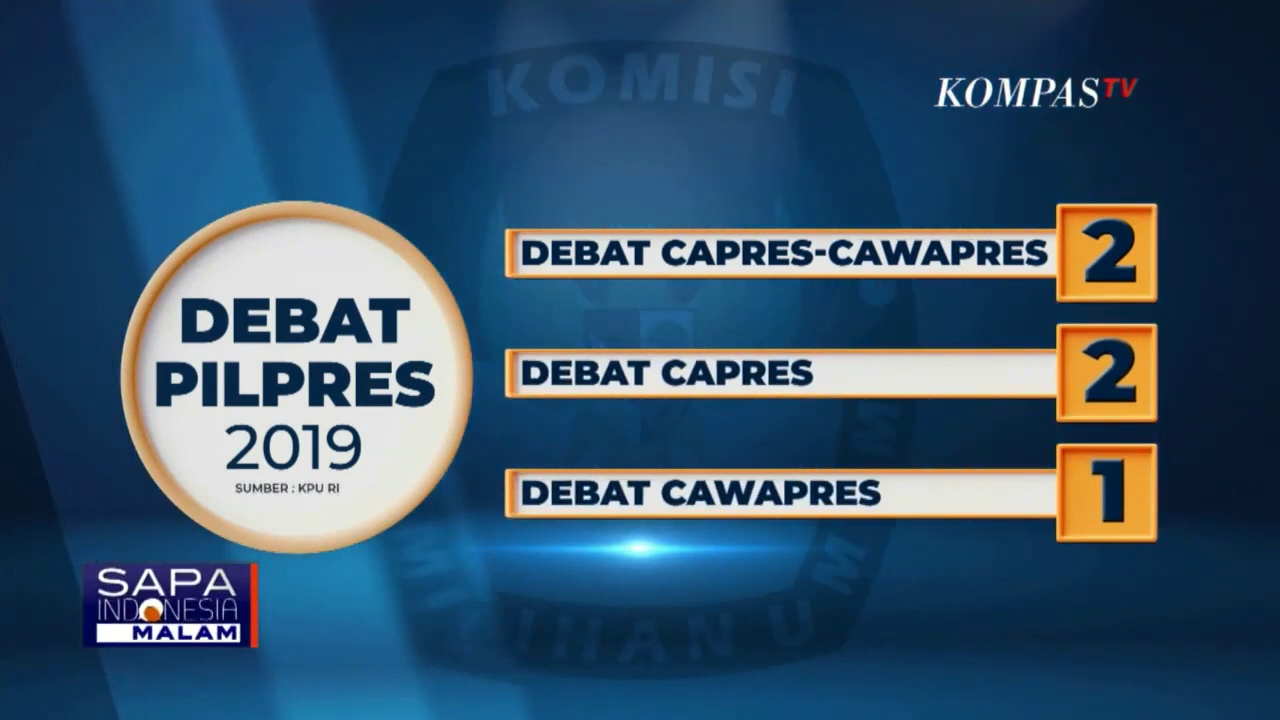 KOMISI
KOMPASTV
DEBAT
PILPRES
2019
SUMBER : KPU RI
DEBAT CAPRES-CAWAPRES 2
DEBAT CAPRES 2
DEBAT CAWAPRES 1
SAPA
INDONESIA
MALAM